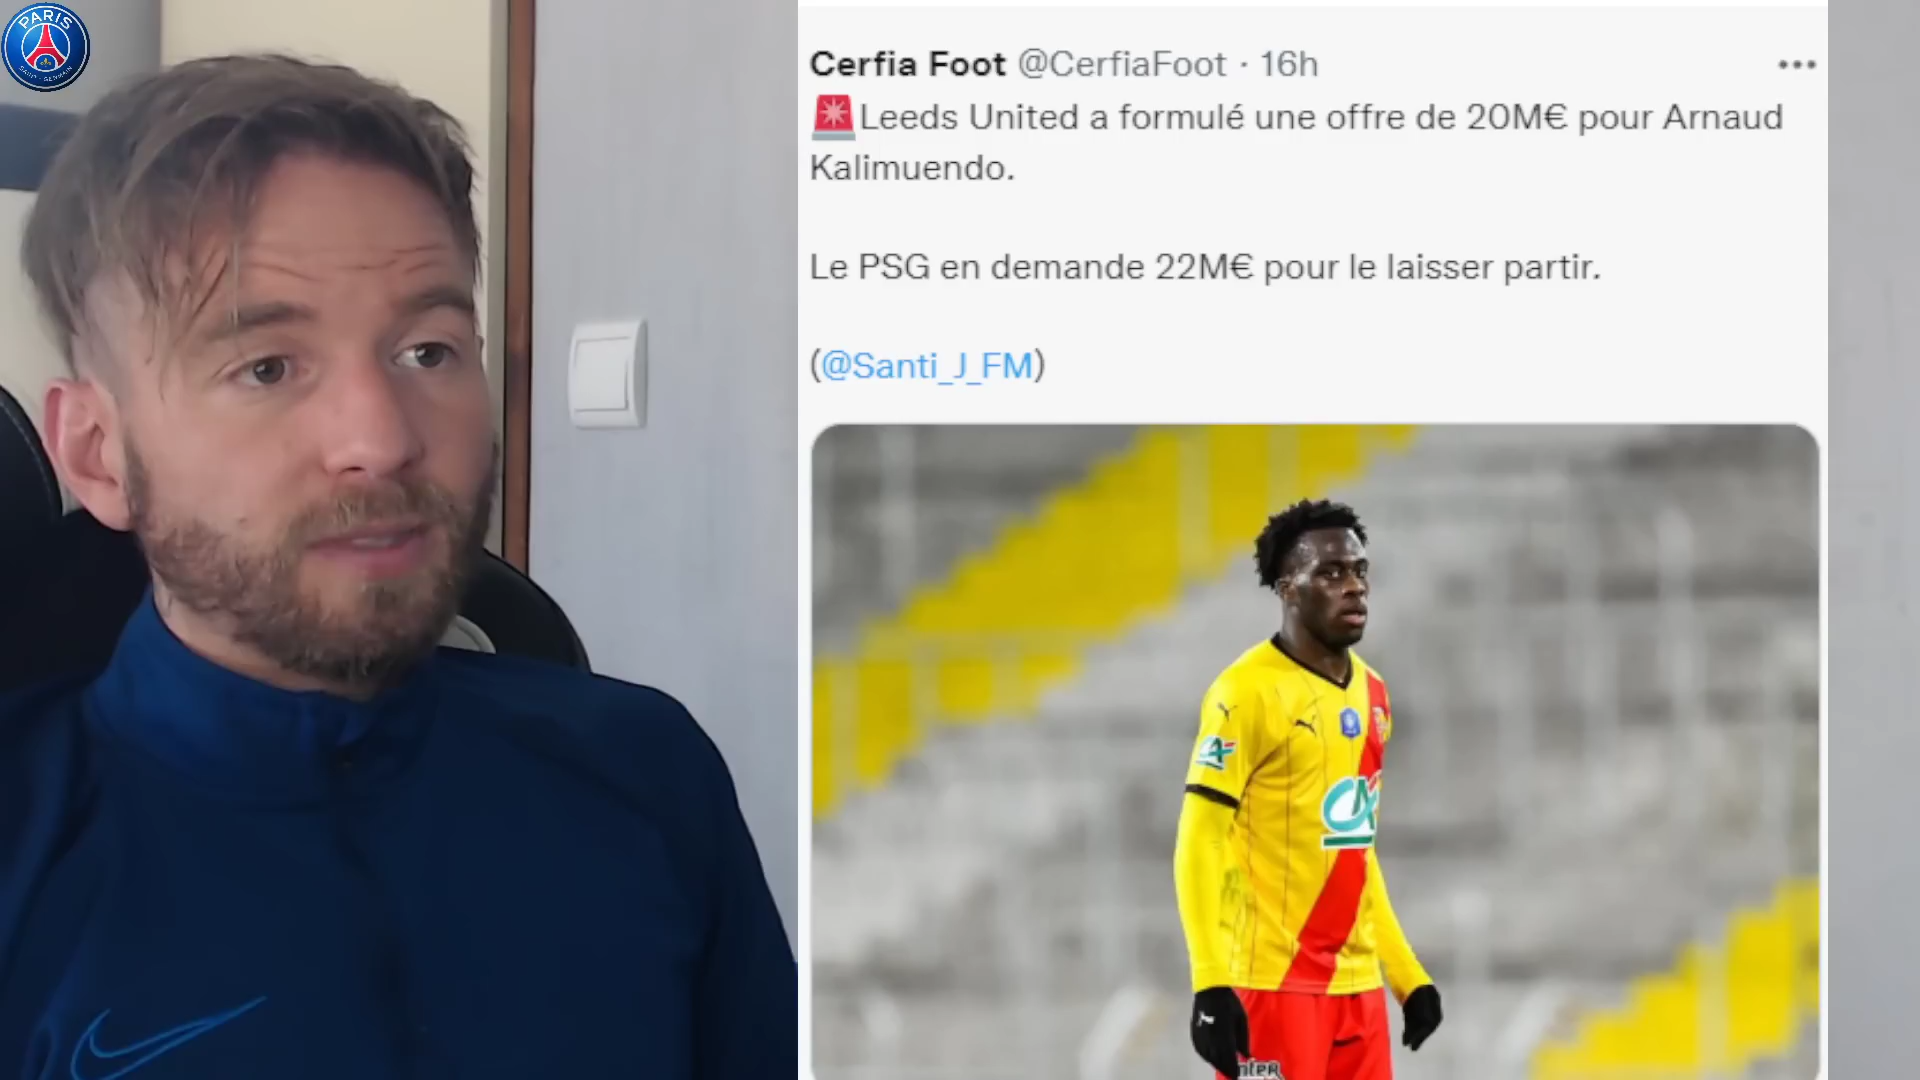 PARIS
SAINT-GERMAIN
Cerfia Foot @CerfiaFoot · 16h
🚨Leeds United a formulé une offre de 20M€ pour Arnaud
Kalimuendo.
Le PSG en demande 22M€ pour le laisser partir.
(@Santi_J_FM)
CA
CA